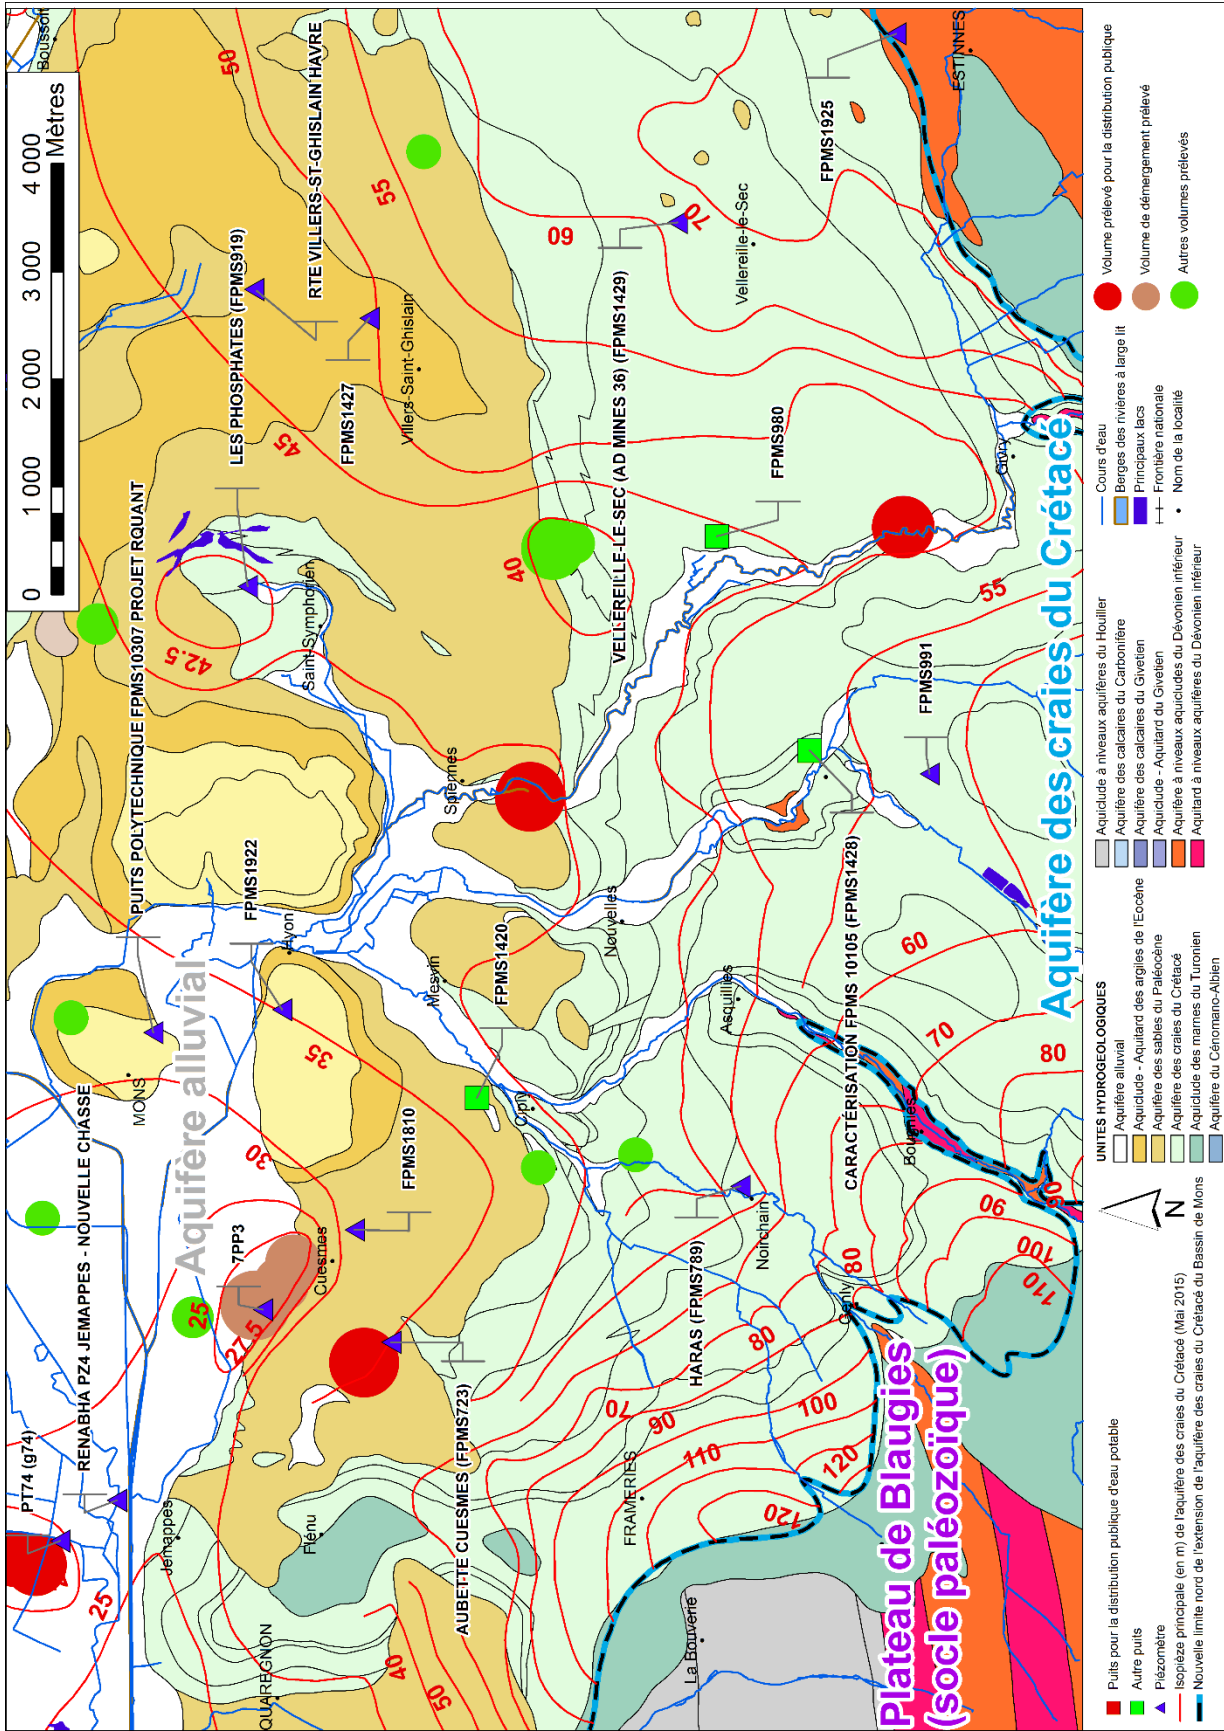 Boussoit
0 1 000 2 000 3 000 4 000
Mètres
PT74 (g74)
RENABHA PZ4 JEMAPPES - NOUVELLE CHASSE
PUITS POLYTECHNIQUE FPMS10307 PROJET RQUANT
LES PHOSPHATES (FPMS919)
RTE VILLERS-ST-GHISLAIN HAVRE
FPMS1922
FPMS1427
7PP3
FPMS1810
FPMS1420
AUBETTE CUESMES (FPMS723)
HARAS (FPMS789)
CARACTÉRISATION FPMS 10105 (FPMS1428)
VELLEREILLE-LE-SEC (AD MINES 36) (FPMS1429)
FPMS980
FPMS991
FPMS1925
Aquifère alluvial
Aquifère des craies du Crétacé
Plateau de Blaugies
(socle paléozoïque)
QUAREGNON
Jemappes
Flénu
Cuesmes
MONS
Hyon
Mesvin
Ciply
Spiennes
Saint-Symphorien
Villers-Saint-Ghislain
Nouvelles
Asquillies
Noirchain
Genly
Bougnies
FRAMERIES
La Bouverie
Vellereille-le-Sec
Givry
ESTINNES
25
25
27.5
30
35
42.5
45
50
55
60
70
40
55
60
70
80
90
90
100
110
80
80
70
90
100
110
120
120
40
50
Puits pour la distribution publique d'eau potable
Autre puits
Piézomètre
Isopièze principale (en m) de l'aquifère des craies du Crétacé (Mai 2015)
Nouvelle limite nord de l'extension de l'aquifère des craies du Crétacé du Bassin de Mons
N
UNITES HYDROGEOLOGIQUES
Aquifère alluvial
Aquiclude - Aquitard des argiles de l'Eocène
Aquifère des sables du Paléocène
Aquifère des craies du Crétacé
Aquiclude des marnes du Turonien
Aquifère du Cénomano-Albien
Aquiclude à niveaux aquifères du Houiller
Aquifère des calcaires du Carbonifère
Aquifère des calcaires du Givetien
Aquiclude - Aquitard du Givetien
Aquifère à niveaux aquicludes du Dévonien inférieur
Aquitard à niveaux aquifères du Dévonien inférieur
Cours d'eau
Berges des rivières à large lit
Principaux lacs
Frontière nationale
Nom de la localité
Volume prélevé pour la distribution publique
Volume de démergement prélevé
Autres volumes prélevés